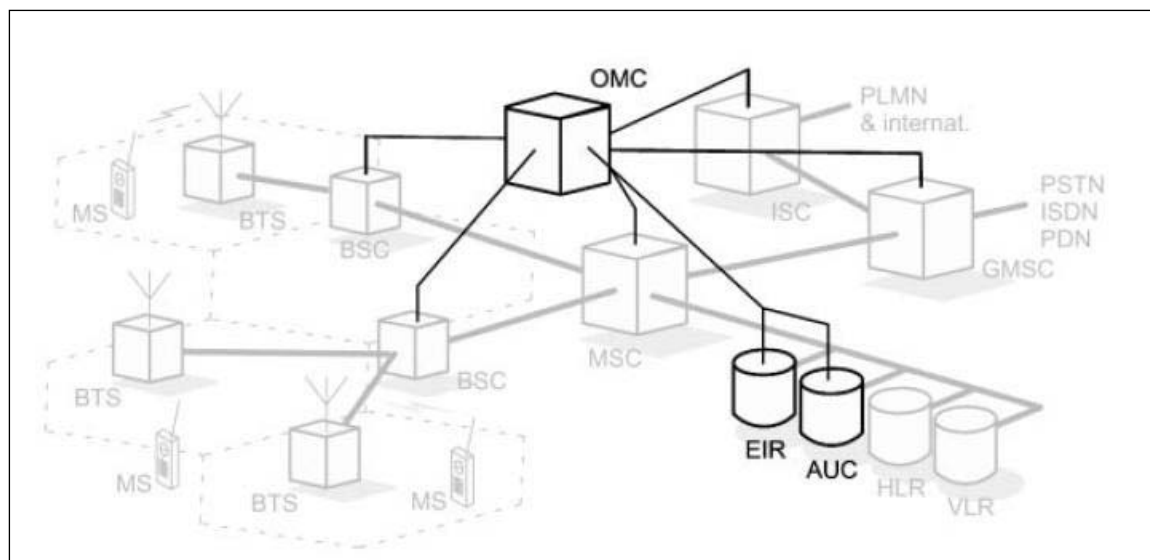 OMC
PLMN
& internat.
MS
BTS
BSC
ISC
PSTN
ISDN
PDN
GMSC
MSC
BTS
BSC
MS
BTS
MS
EIR
AUC
HLR
VLR